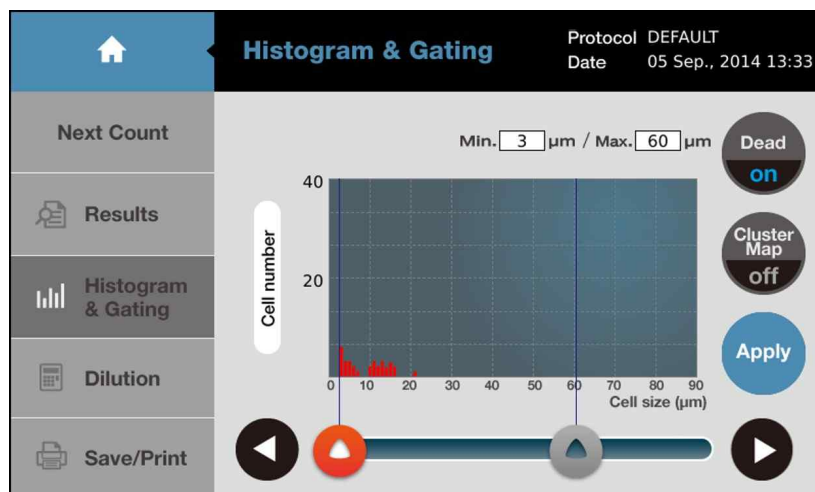 Histogram & Gating
Protocol DEFAULT
Date 05 Sep., 2014 13:33
Next Count
Results
Histogram
& Gating
Dilution
Save/Print
Min. 3 µm / Max. 60 µm
Dead
on
Cluster
Map
off
Apply
Cell number
40
20
0 10 20 30 40 50 60 70 80 90
Cell size (µm)